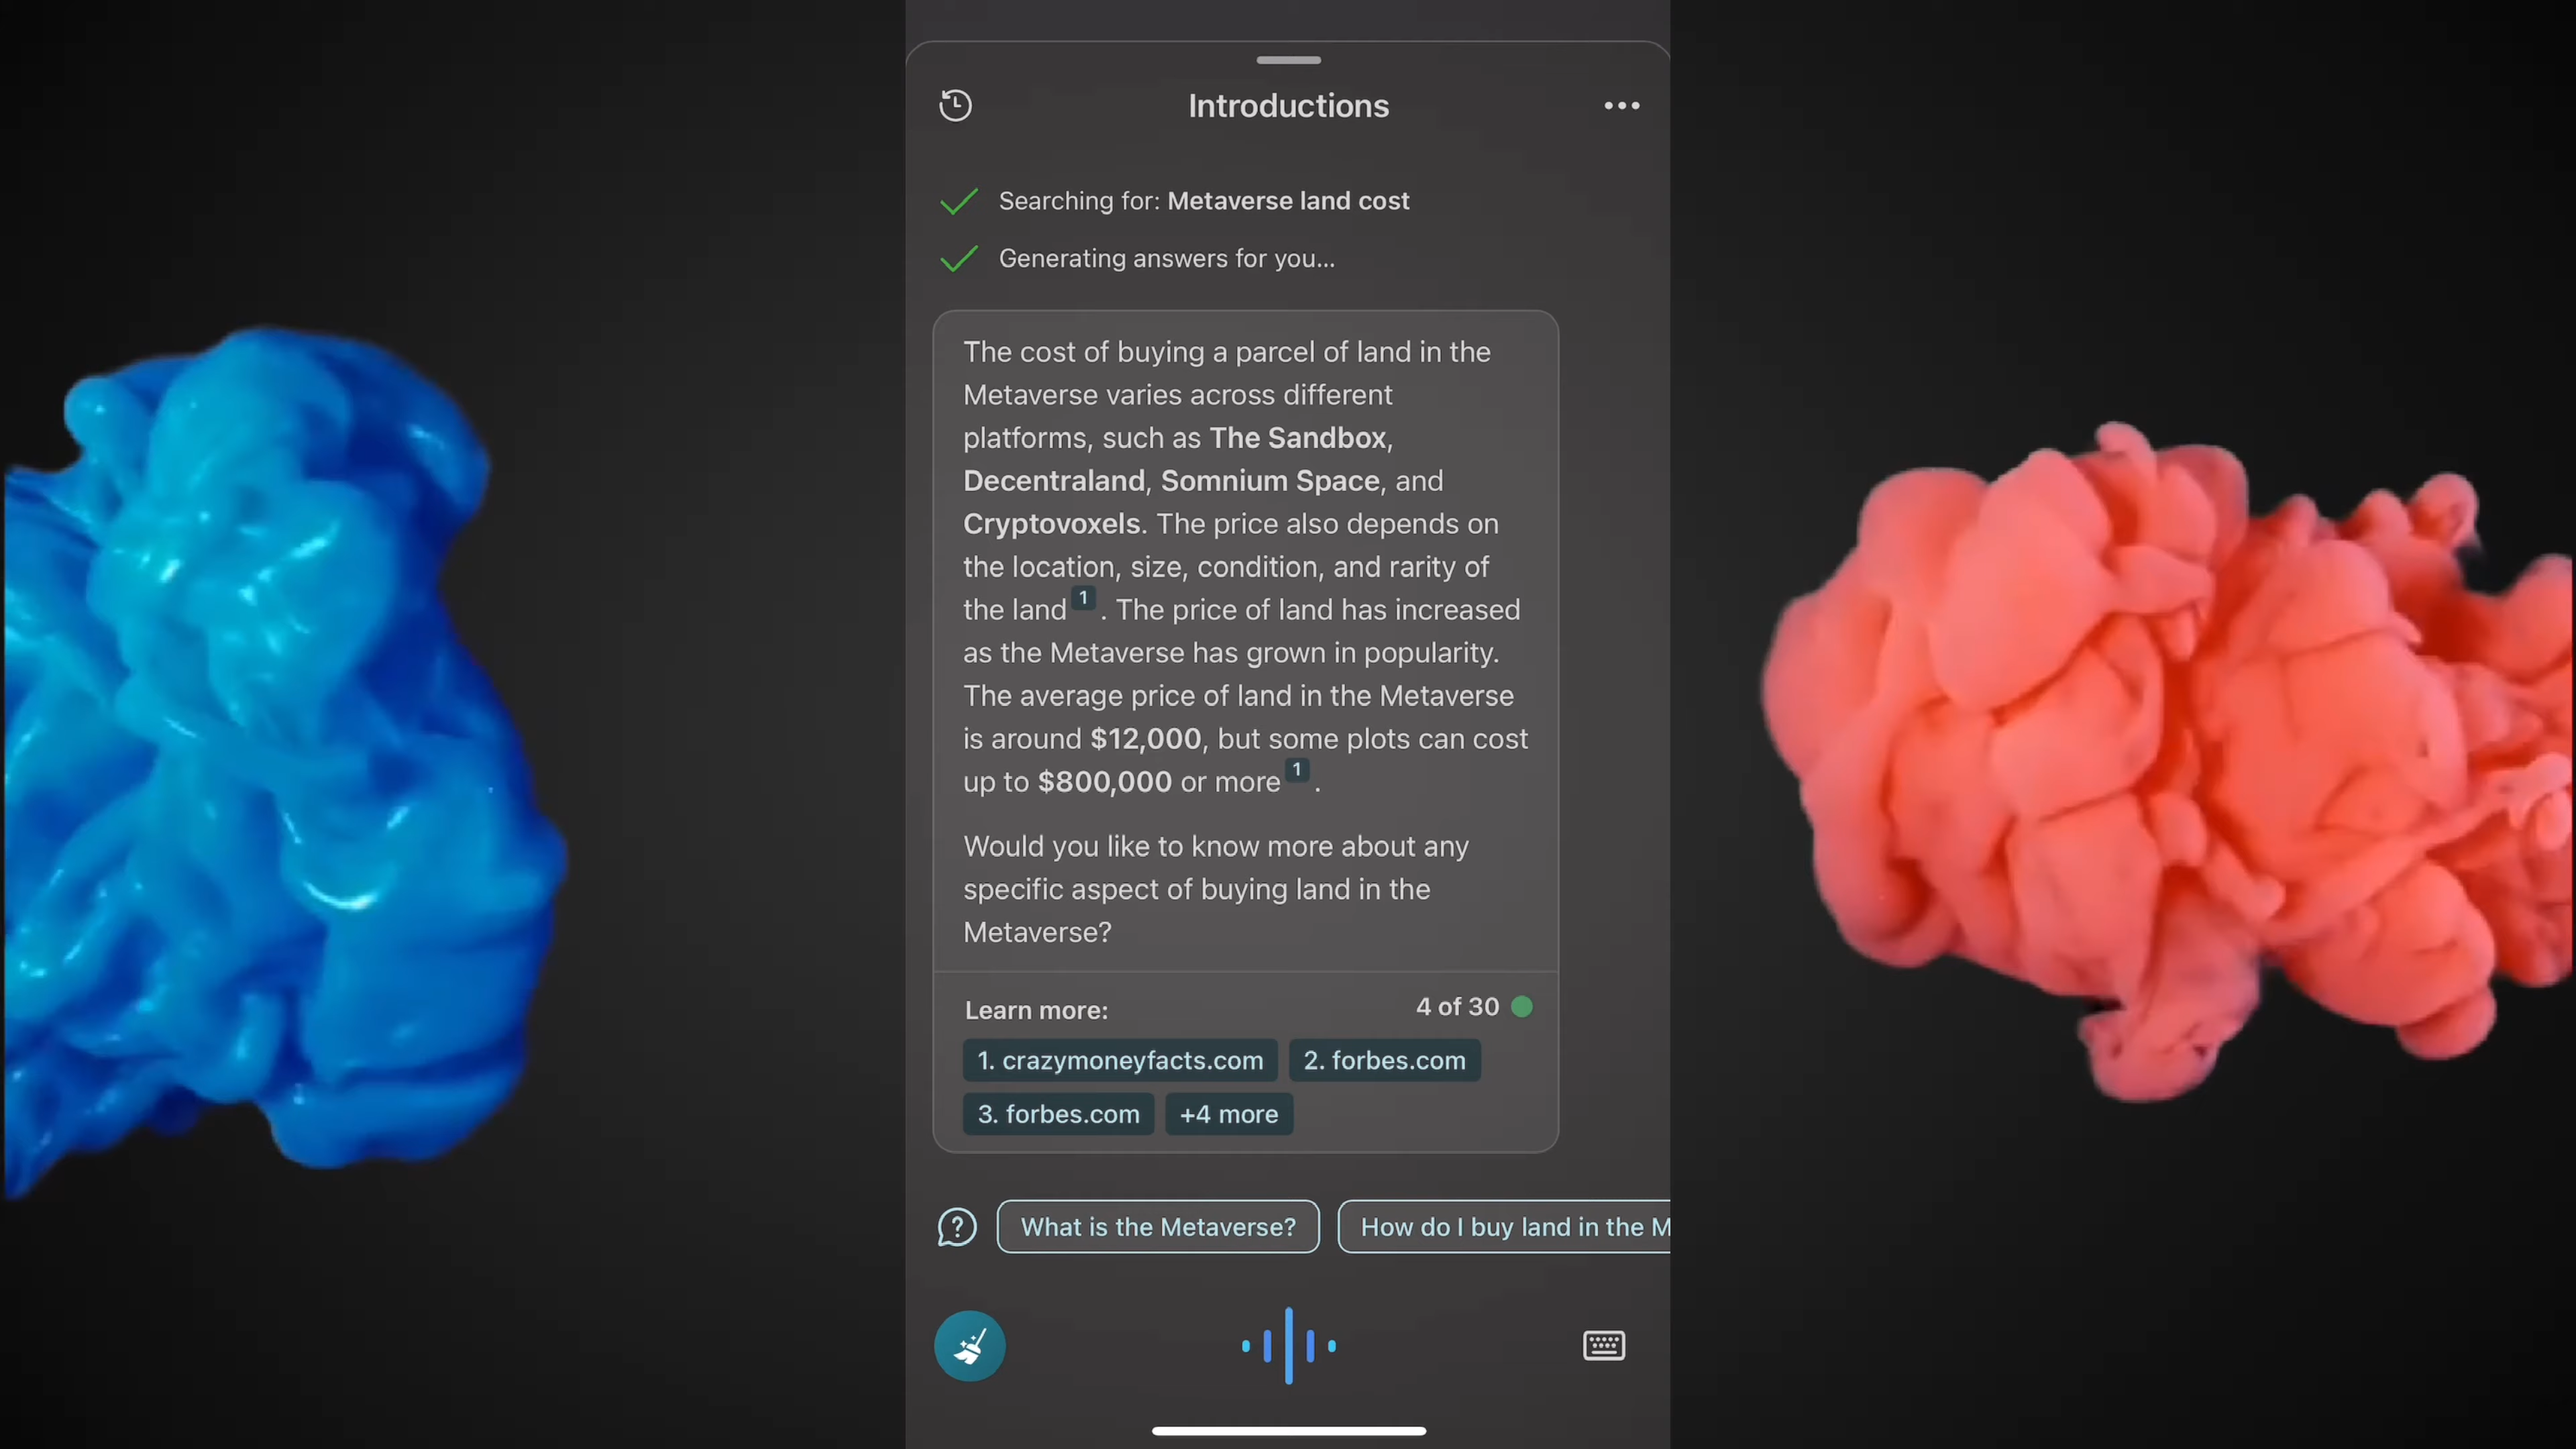 Introductions
Searching for: Metaverse land cost
Generating answers for you...
The cost of buying a parcel of land in the
Metaverse varies across different
platforms, such as The Sandbox,
Decentraland, Somnium Space, and
Cryptovoxels. The price also depends on
the location, size, condition, and rarity of
the land 1 . The price of land has increased
as the Metaverse has grown in popularity.
The average price of land in the Metaverse
is around $12,000, but some plots can cost
up to $800,000 or more 1 .
Would you like to know more about any
specific aspect of buying land in the
Metaverse?
Learn more: 4 of 30
1. crazymoneyfacts.com 2. forbes.com
3. forbes.com +4 more
What is the Metaverse? How do I buy land in the M